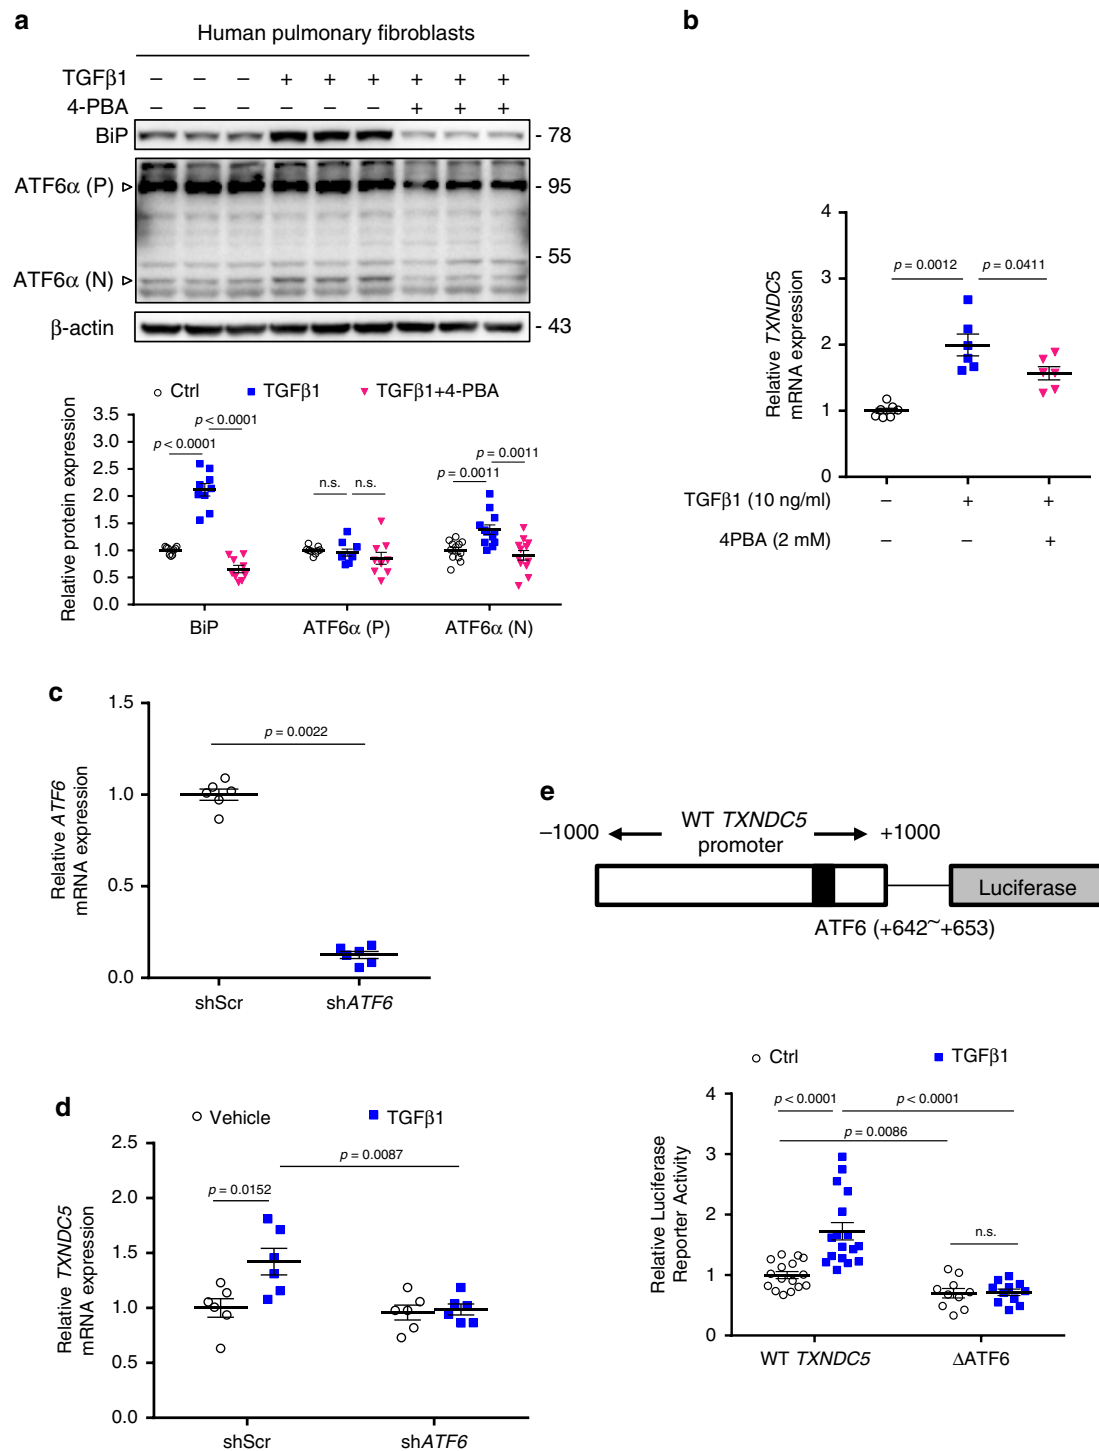 a
Human pulmonary fibroblasts
TGFβ1 – – – + + + + + +
4-PBA – – – – – – + + +
BiP - 78
ATF6α (P) - 95
- 55
ATF6α (N)
β-actin - 43
Ctrl TGFβ1 TGFβ1+4-PBA
Relative protein expression
3.5
3.0
2.5
2.0
1.5
1.0
0.5
0.0
p < 0.0001
p < 0.0001
n.s. n.s.
p = 0.0011
p = 0.0011
BiP ATF6α (P) ATF6α (N)
b
Relative TXNDC5
mRNA expression
4
3
2
1
0
p = 0.0012 p = 0.0411
TGFβ1 (10 ng/ml) – + +
4PBA (2 mM) – – +
c
Relative ATF6
mRNA expression
1.5
1.0
0.5
0.0
p = 0.0022
shScr shATF6
d
Vehicle TGFβ1
Relative TXNDC5
mRNA expression
2.5
2.0
1.5
1.0
0.5
0.0
p = 0.0087
p = 0.0152
shScr shATF6
e
–1000 WT TXNDC5 +1000
promoter
Luciferase
ATF6 (+642~+653)
Ctrl TGFβ1
Relative Luciferase
Reporter Activity
4
3
2
1
0
p < 0.0001 p < 0.0001
p = 0.0086
n.s.
WT TXNDC5 ΔATF6